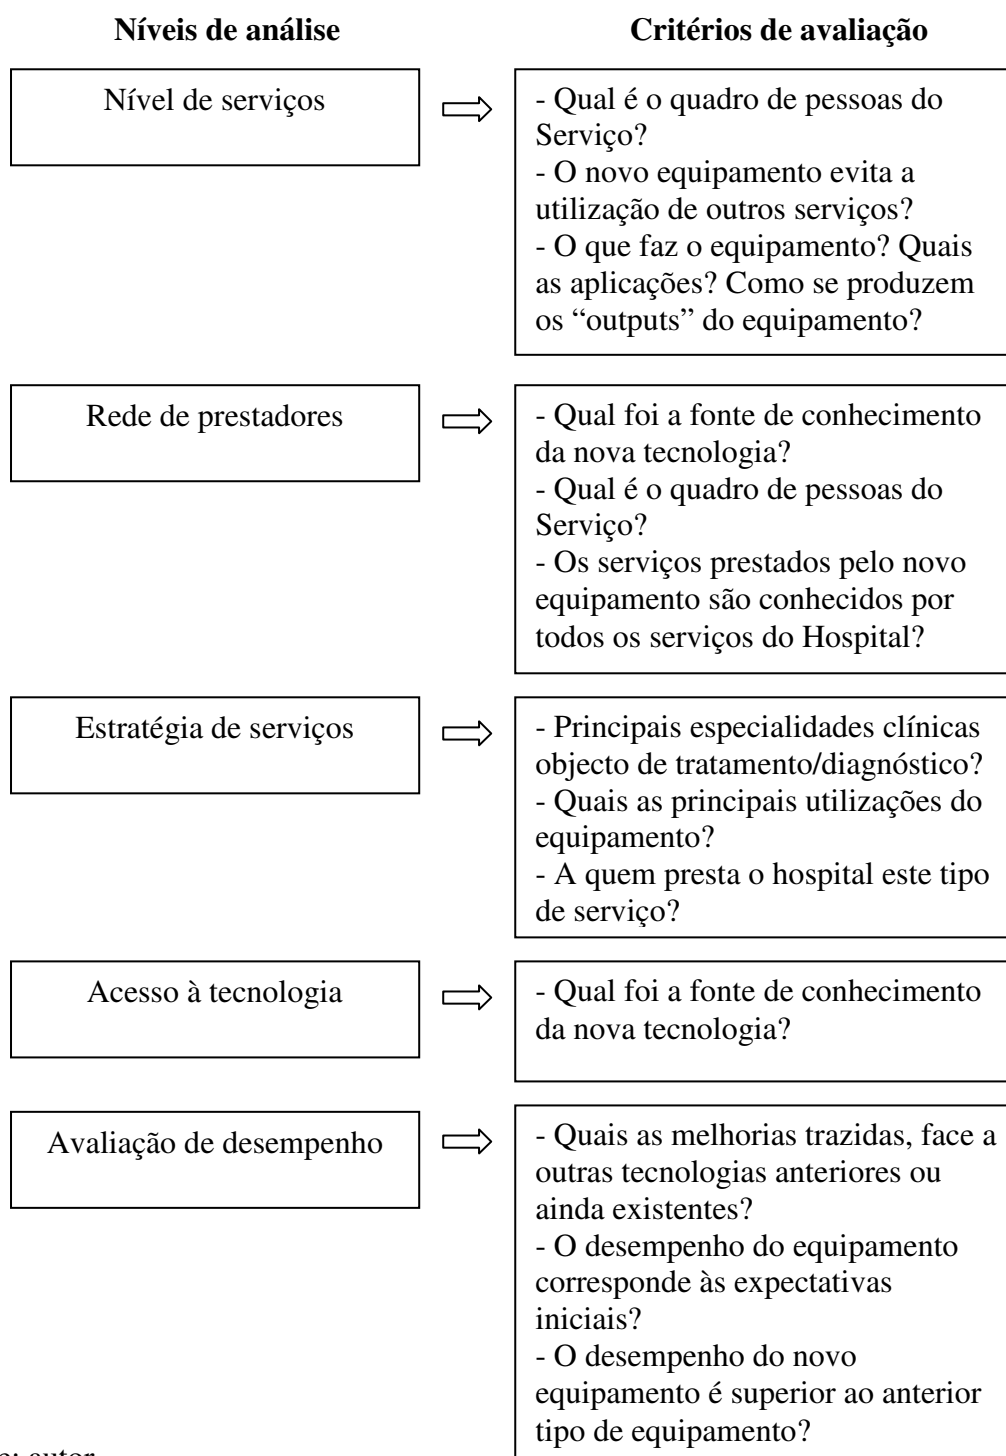 Níveis de análise
Critérios de avaliação
Nível de serviços
- Qual é o quadro de pessoas do
Serviço?
- O novo equipamento evita a
utilização de outros serviços?
- O que faz o equipamento? Quais
as aplicações? Como se produzem
os “outputs” do equipamento?
Rede de prestadores
- Qual foi a fonte de conhecimento
da nova tecnologia?
- Qual é o quadro de pessoas do
Serviço?
- Os serviços prestados pelo novo
equipamento são conhecidos por
todos os serviços do Hospital?
Estratégia de serviços
- Principais especialidades clínicas
objecto de tratamento/diagnóstico?
- Quais as principais utilizações do
equipamento?
- A quem presta o hospital este tipo
de serviço?
Acesso à tecnologia
- Qual foi a fonte de conhecimento
da nova tecnologia?
Avaliação de desempenho
- Quais as melhorias trazidas, face a
outras tecnologias anteriores ou
ainda existentes?
- O desempenho do equipamento
corresponde às expectativas
iniciais?
- O desempenho do novo
equipamento é superior ao anterior
tipo de equipamento?
autor